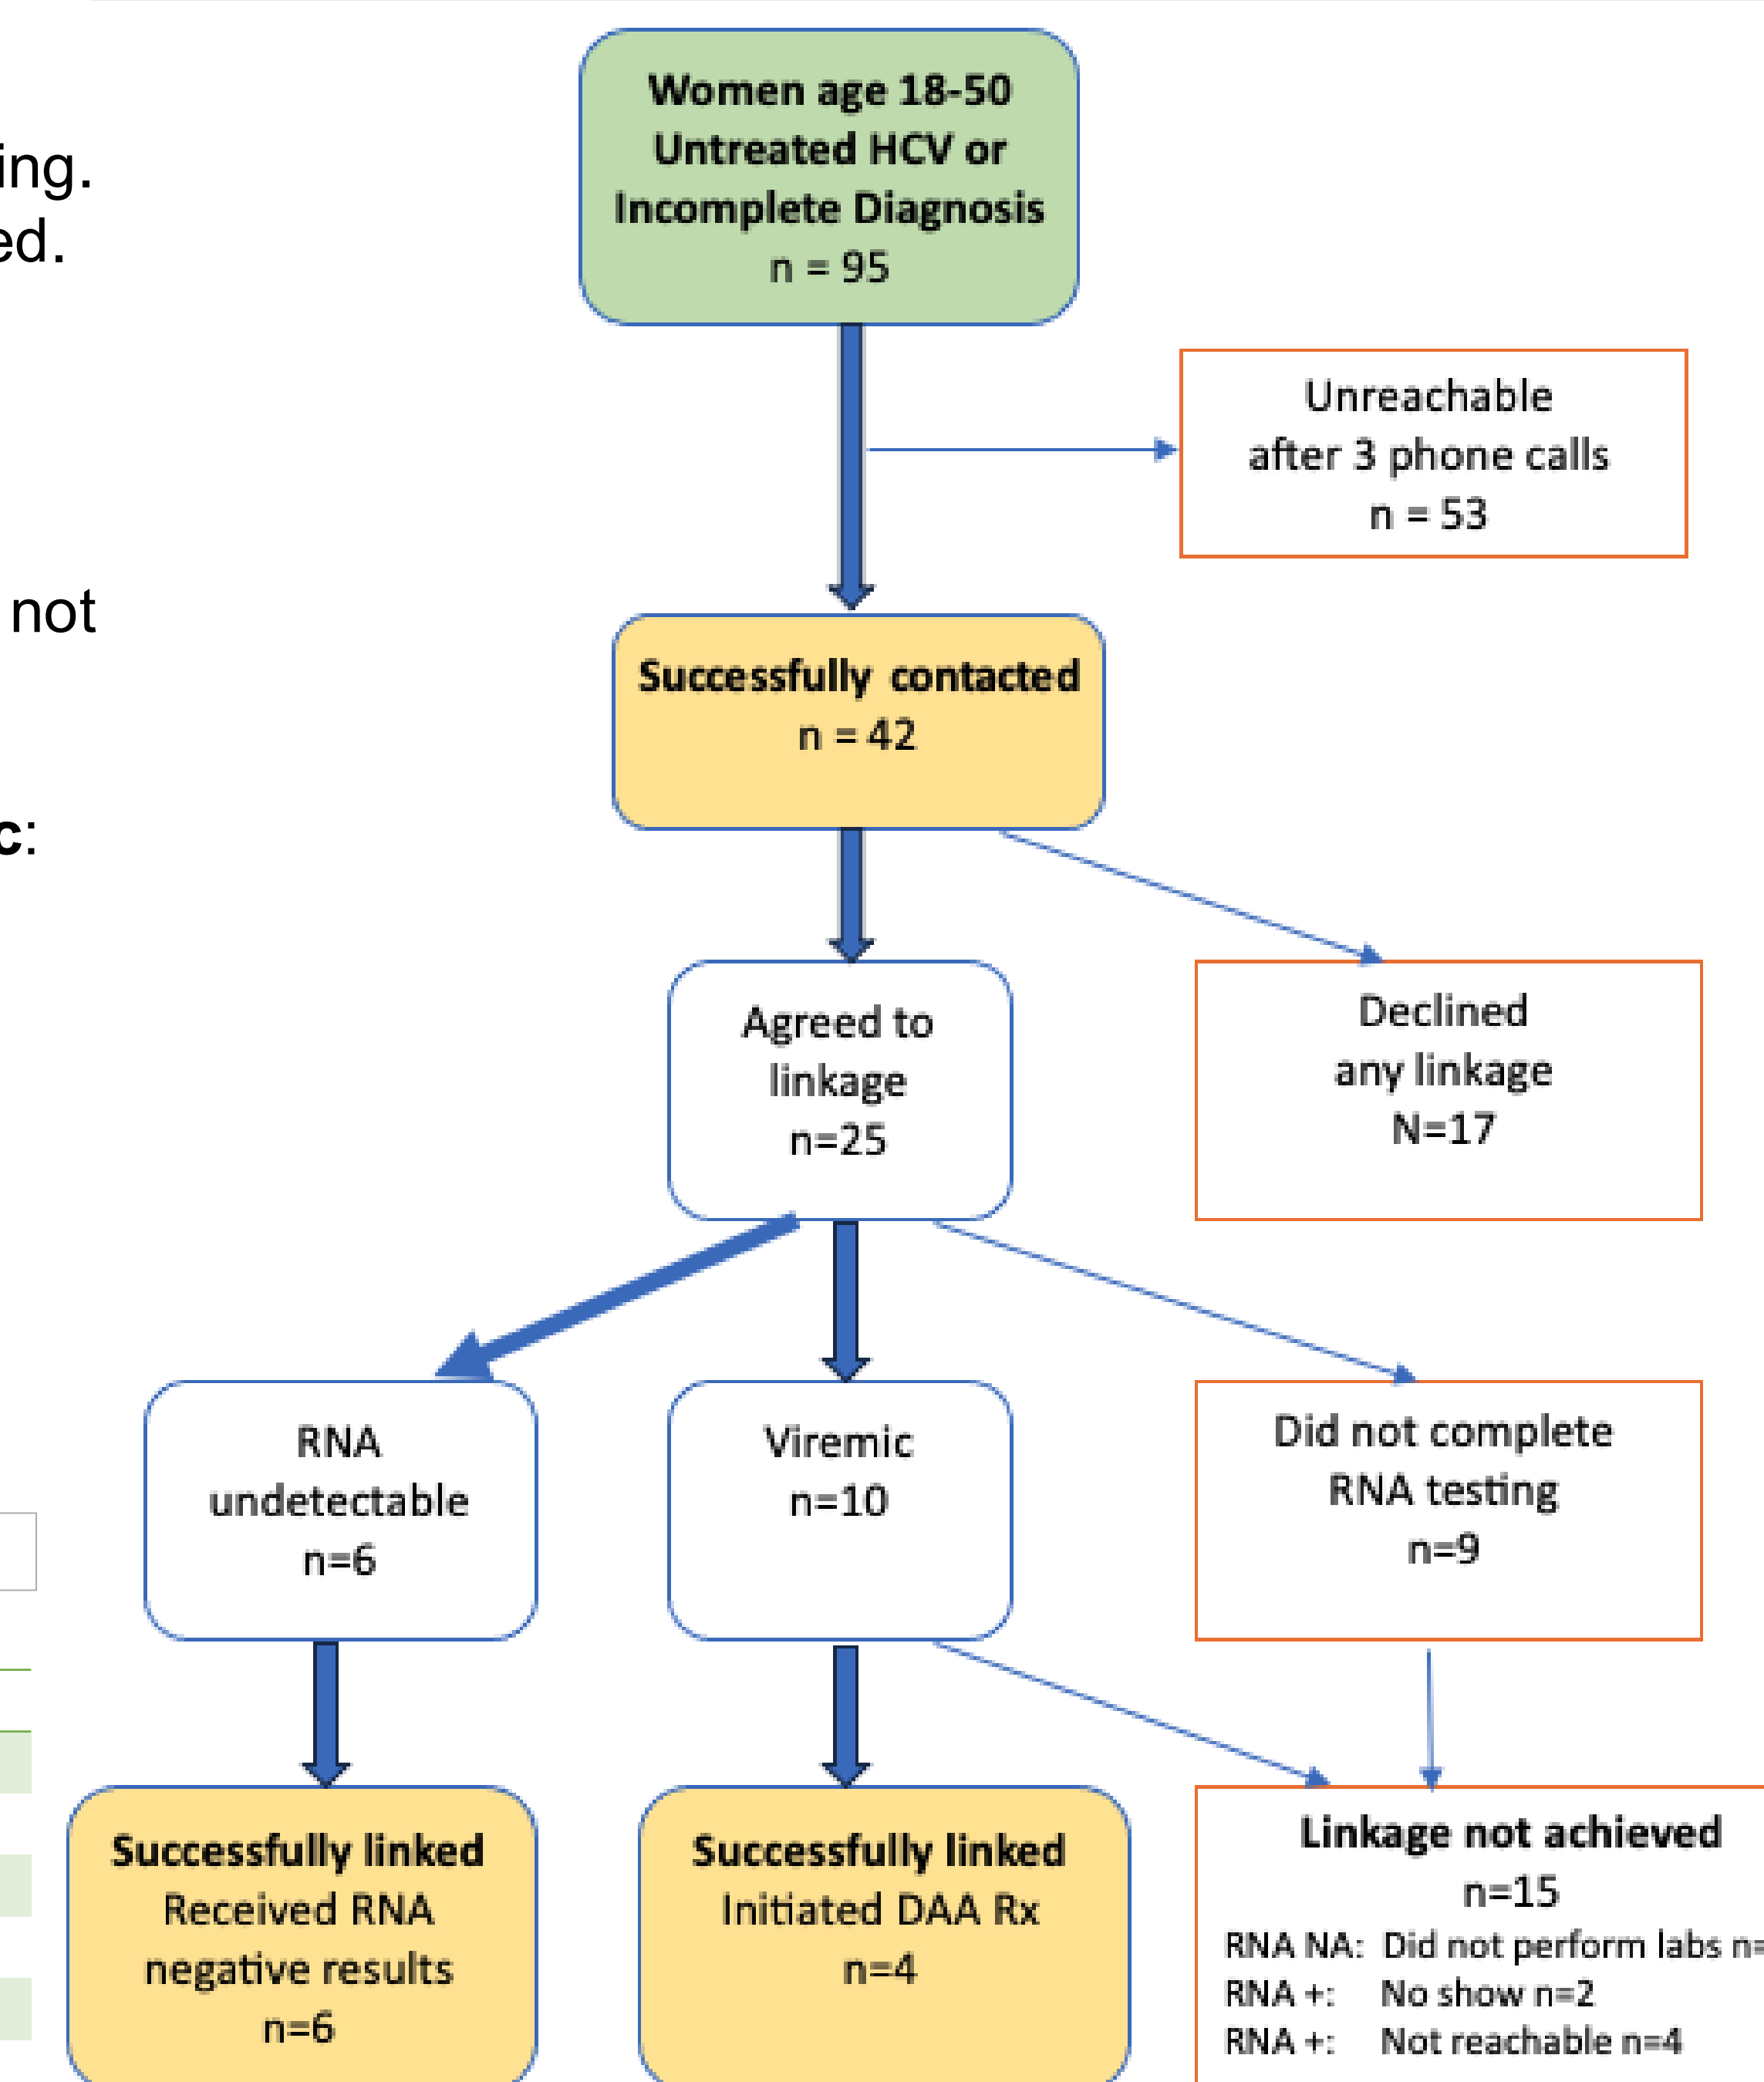 ing.
ed.
not
c:
Women age 18-50
Untreated HCV or
Incomplete Diagnosis
n = 95
Unreachable
after 3 phone calls
n = 53
Successfully contacted
n = 42
Agreed to
linkage
n=25
Declined
any linkage
N=17
RNA
undetectable
n=6
Viremic
n=10
Did not complete
RNA testing
n=9
Successfully linked
Received RNA
negative results
n=6
Successfully linked
Initiated DAA Rx
n=4
Linkage not achieved
n=15
RNA NA: Did not perform labs n=
RNA +: No show n=2
RNA +: Not reachable n=4